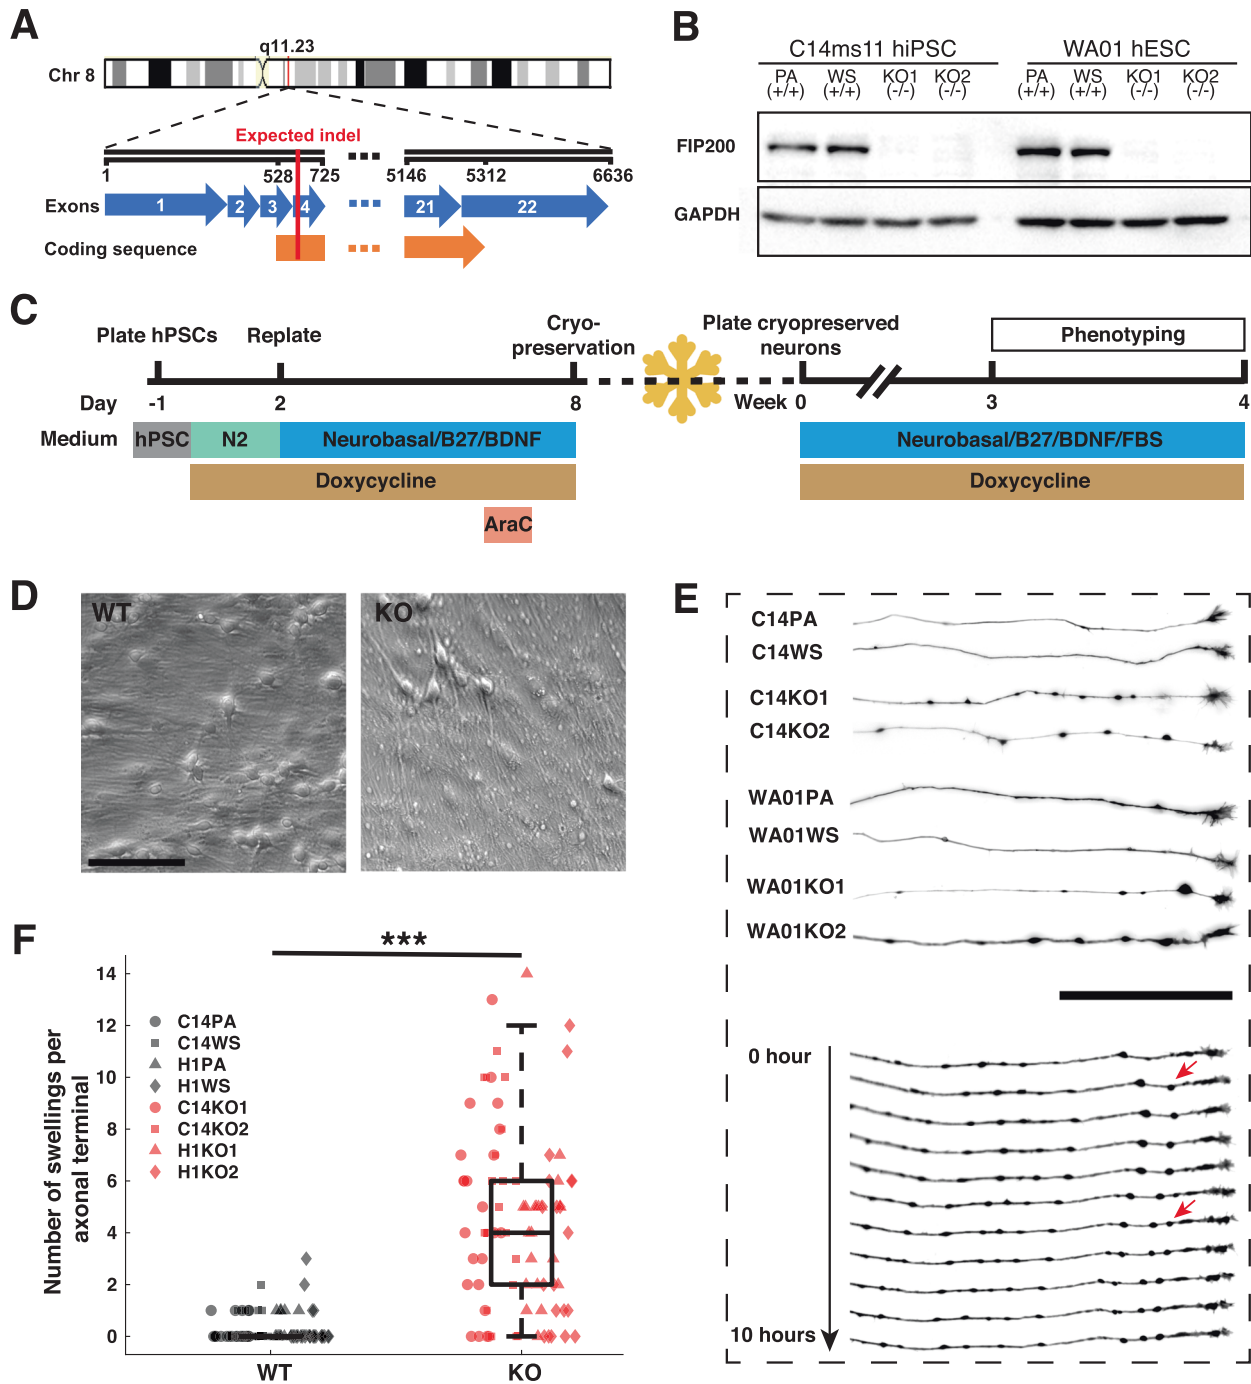 A
q11.23
Chr 8
Expected indel
1 528 725 5146 5312 6636
Exons 1 2 3 4 21 22
Coding sequence
B
C14ms11 hiPSC WA01 hESC
PA WS KO1 KO2 PA WS KO1 KO2
(+/+) (+/+) (-/-) (-/-) (+/+) (+/+) (-/-) (-/-)
FIP200
GAPDH
C
Plate hPSCs Replate Cryo-
preservation
Plate cryopreserved
neurons
Phenotyping
Day -1 2 8 Week 0 3 4
Medium hPSC N2 Neurobasal/B27/BDNF Neurobasal/B27/BDNF/FBS
Doxycycline Doxycycline
AraC
D
WT KO
E
C14PA
C14WS
C14KO1
C14KO2
WA01PA
WA01WS
WA01KO1
WA01KO2
0 hour
10 hours
F
***
Number of swellings per
axonal terminal
14
12
10
8
6
4
2
0
C14PA
C14WS
H1PA
H1WS
C14KO1
C14KO2
H1KO1
H1KO2
WT KO